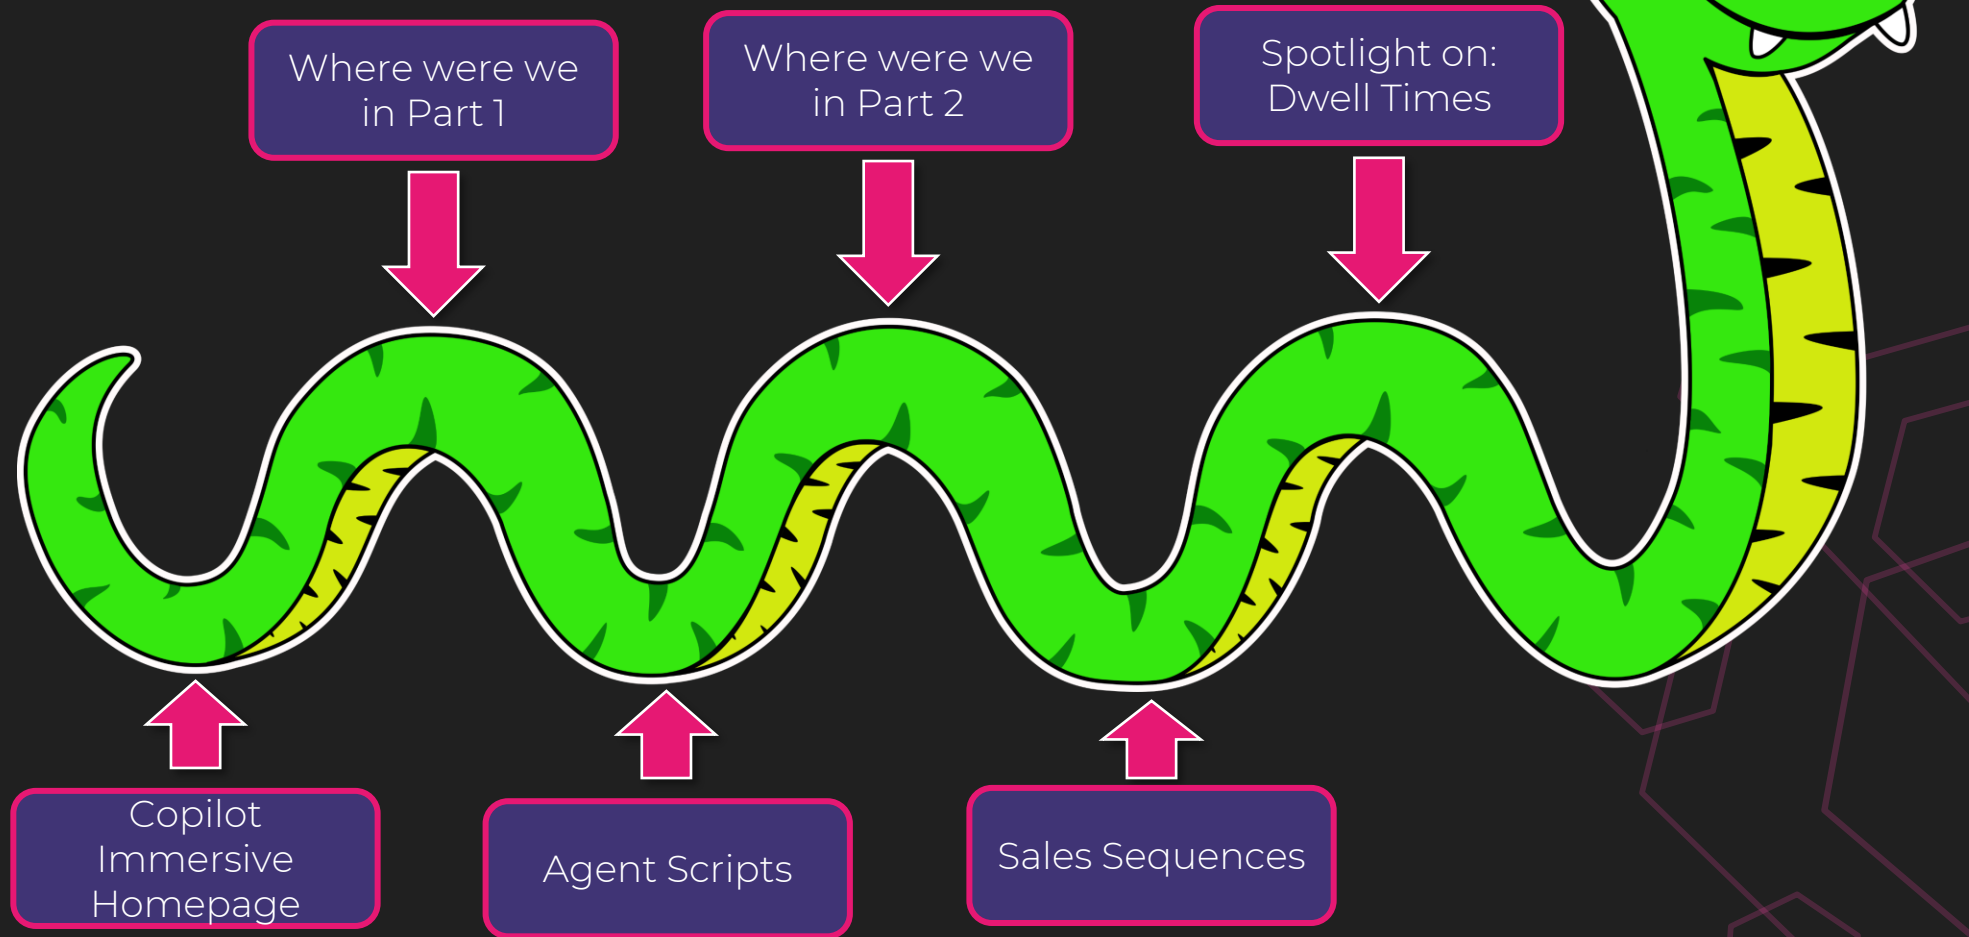 Where were we
in Part 1
Where were we
in Part 2
Spotlight on:
Dwell Times
Copilot
Immersive
Homepage
Agent Scripts
Sales Sequences